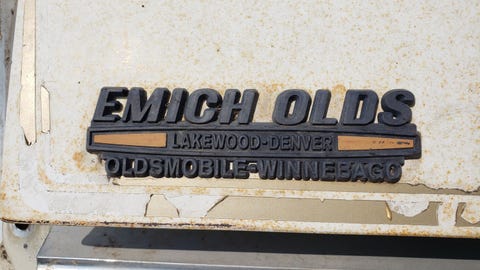 EMICH OLDS
LAKEWOOD-DENVER
OLDSMOBILE-WINNEBAGO